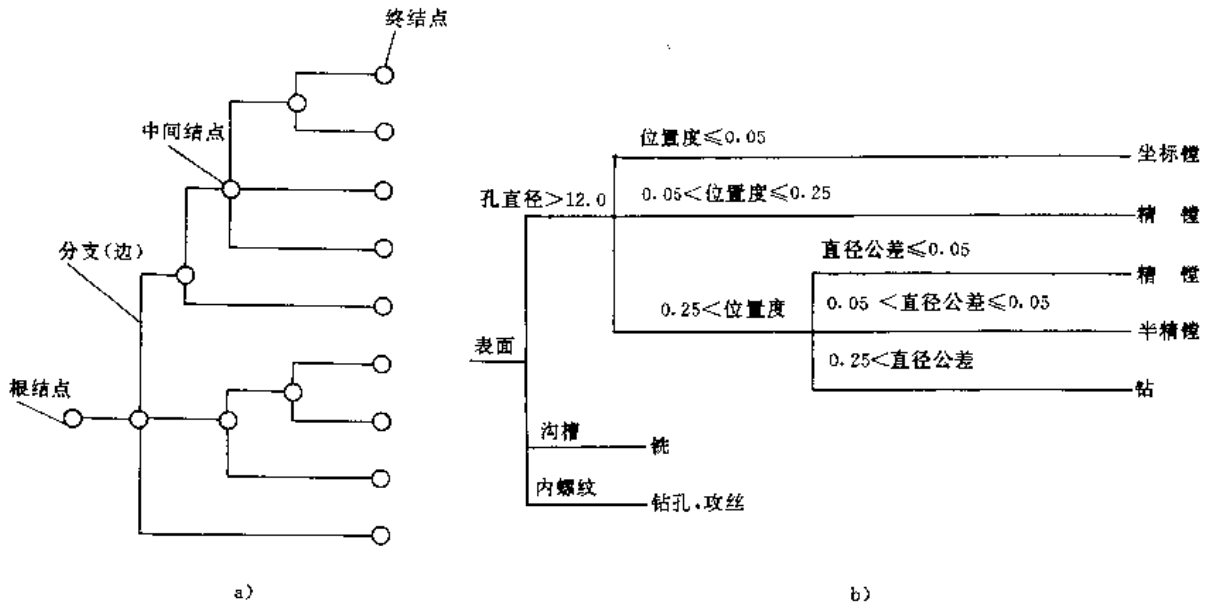 终结点
中间结点
分支(边)
根结点
a)
位置度≤0.05
坐标镗
孔直径>12.0
0.05<位置度≤0.25
精 镗
直径公差≤0.05
精 镗
0.25<位置度
0.05 <直径公差≤0.05
半精镗
表面
0.25<直径公差
钻
沟槽
铣
内螺纹
钻孔,攻丝
b)